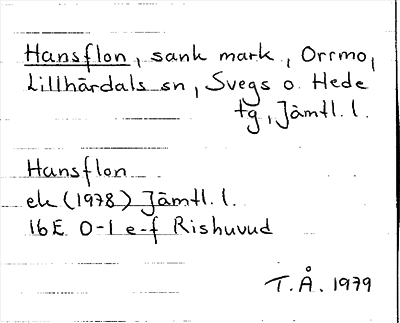 Hansflon, sank mark, Orrmo,
Lillhärdals sn, Svegs o. Hede
tg, Jämtl. l.
Hansflon
ek (1978) Jämtl. l.
16E 0-1 e-f Rishuvud
T.Å. 1979